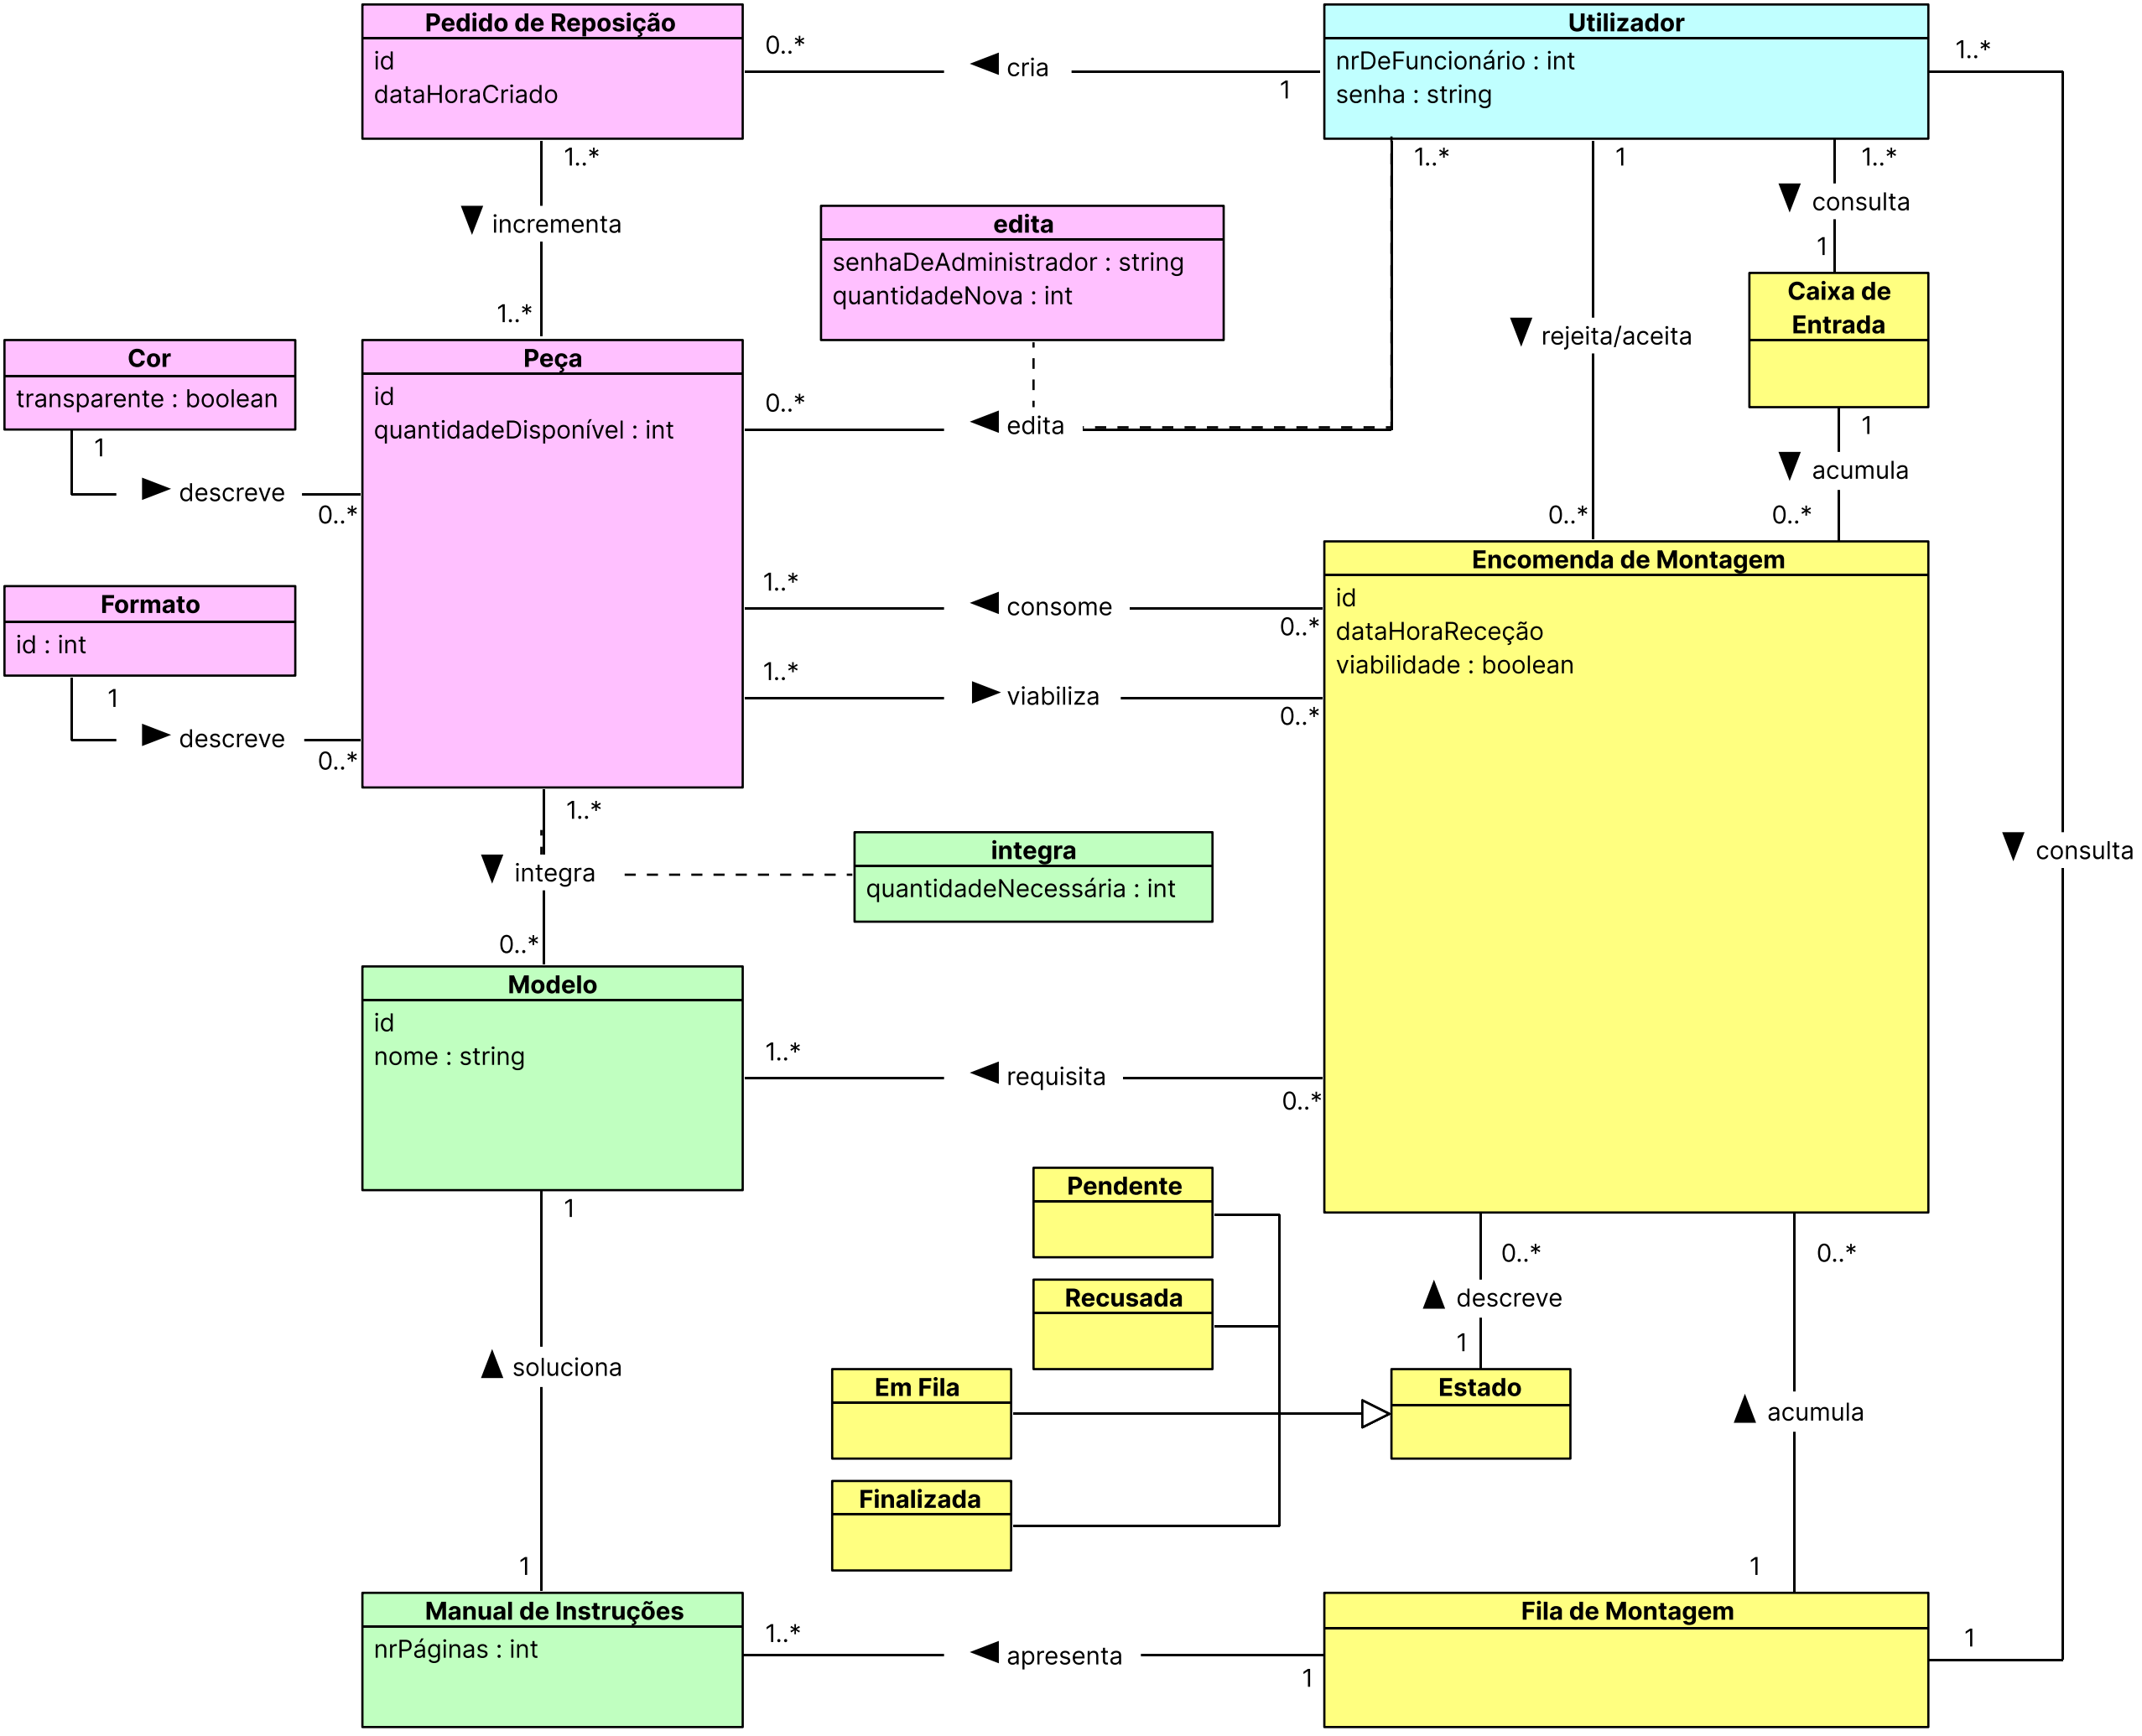 Pedido de Reposição
id
dataHoraCriado
0..*
cria
1
Utilizador
nrDeFuncionário : int
senha : string
1..*
1..*
incrementa
1..*
edita
senhaDeAdministrador : string
quantidadeNova : int
1..*
1
1..*
consulta
1
rejeita/aceita
Caixa de
Entrada
Cor
transparente : boolean
1
descreve
0..*
Peça
id
quantidadeDisponível : int
0..*
edita
1
acumula
0..*
0..*
Formato
id : int
1
descreve
0..*
1..*
consome
0..*
1..*
viabiliza
0..*
Encomenda de Montagem
id
dataHoraReceção
viabilidade : boolean
1..*
integra
0..*
integra
quantidadeNecessária : int
consulta
Modelo
id
nome : string
1..*
requisita
0..*
Pendente
Recusada
Em Fila
Finalizada
0..*
descreve
1
Estado
0..*
acumula
1
1
soluciona
1
Manual de Instruções
nrPáginas : int
1..*
apresenta
1
Fila de Montagem
1